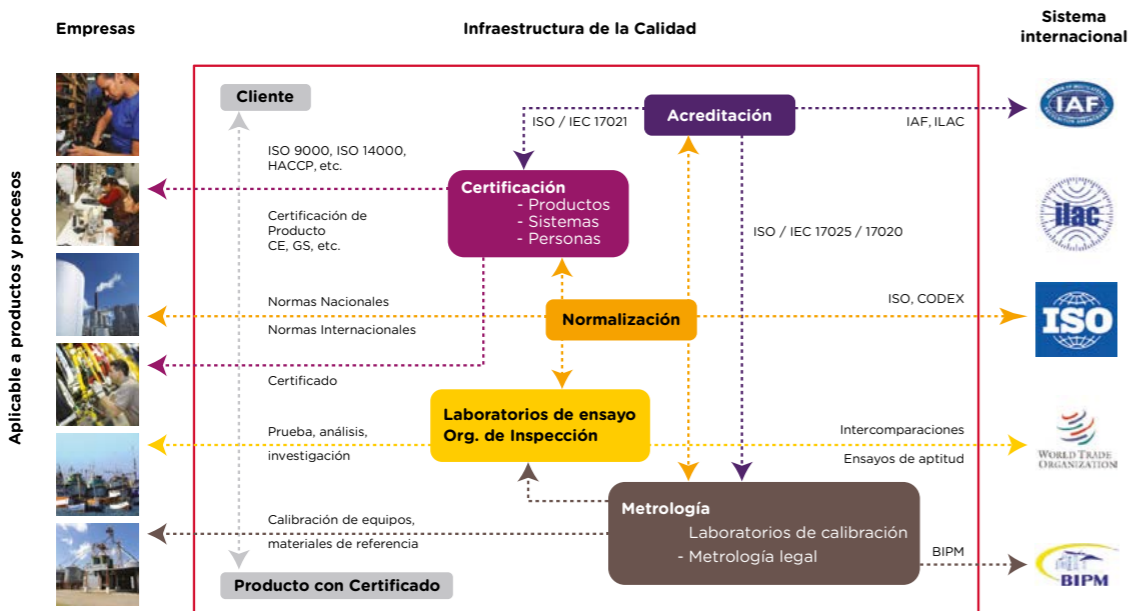 Empresas
Infraestructura de la Calidad
Sistema
internacional
Aplicable a productos y procesos
Cliente
ISO / IEC 17021
Acreditación
IAF, ILAC
IAF
ISO 9000, ISO 14000,
HACCP, etc.
Certificación
- Productos
- Sistemas
- Personas
Certificación de
Producto
CE, GS, etc.
ISO / IEC 17025 / 17020
ilac
Normas Nacionales
Normas Internacionales
Normalización
ISO, CODEX
ISO
Certificado
Laboratorios de ensayo
Org. de Inspección
Prueba, análisis,
investigación
Intercomparaciones
Ensayos de aptitud
WORLD TRADE
ORGANIZATION
Metrología
Laboratorios de calibración
- Metrología legal
Calibración de equipos,
materiales de referencia
BIPM
BIPM
Producto con Certificado